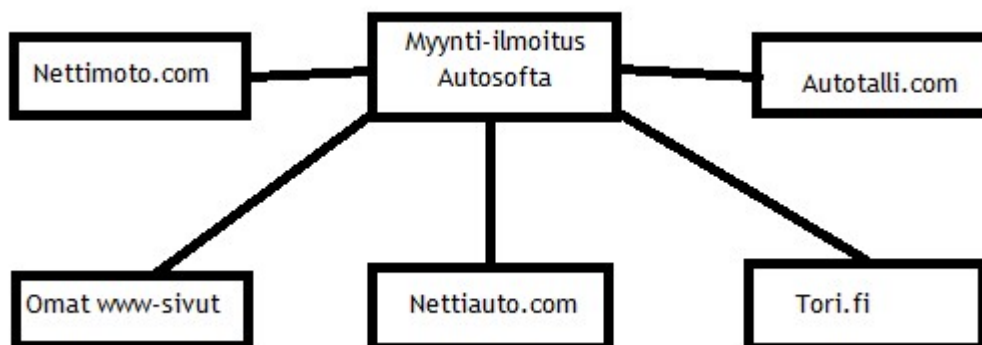 Myynti-ilmoitus
Autosofta
Nettimoto.com
Autotalli.com
Omat www-sivut
Nettiauto.com
Tori.fi